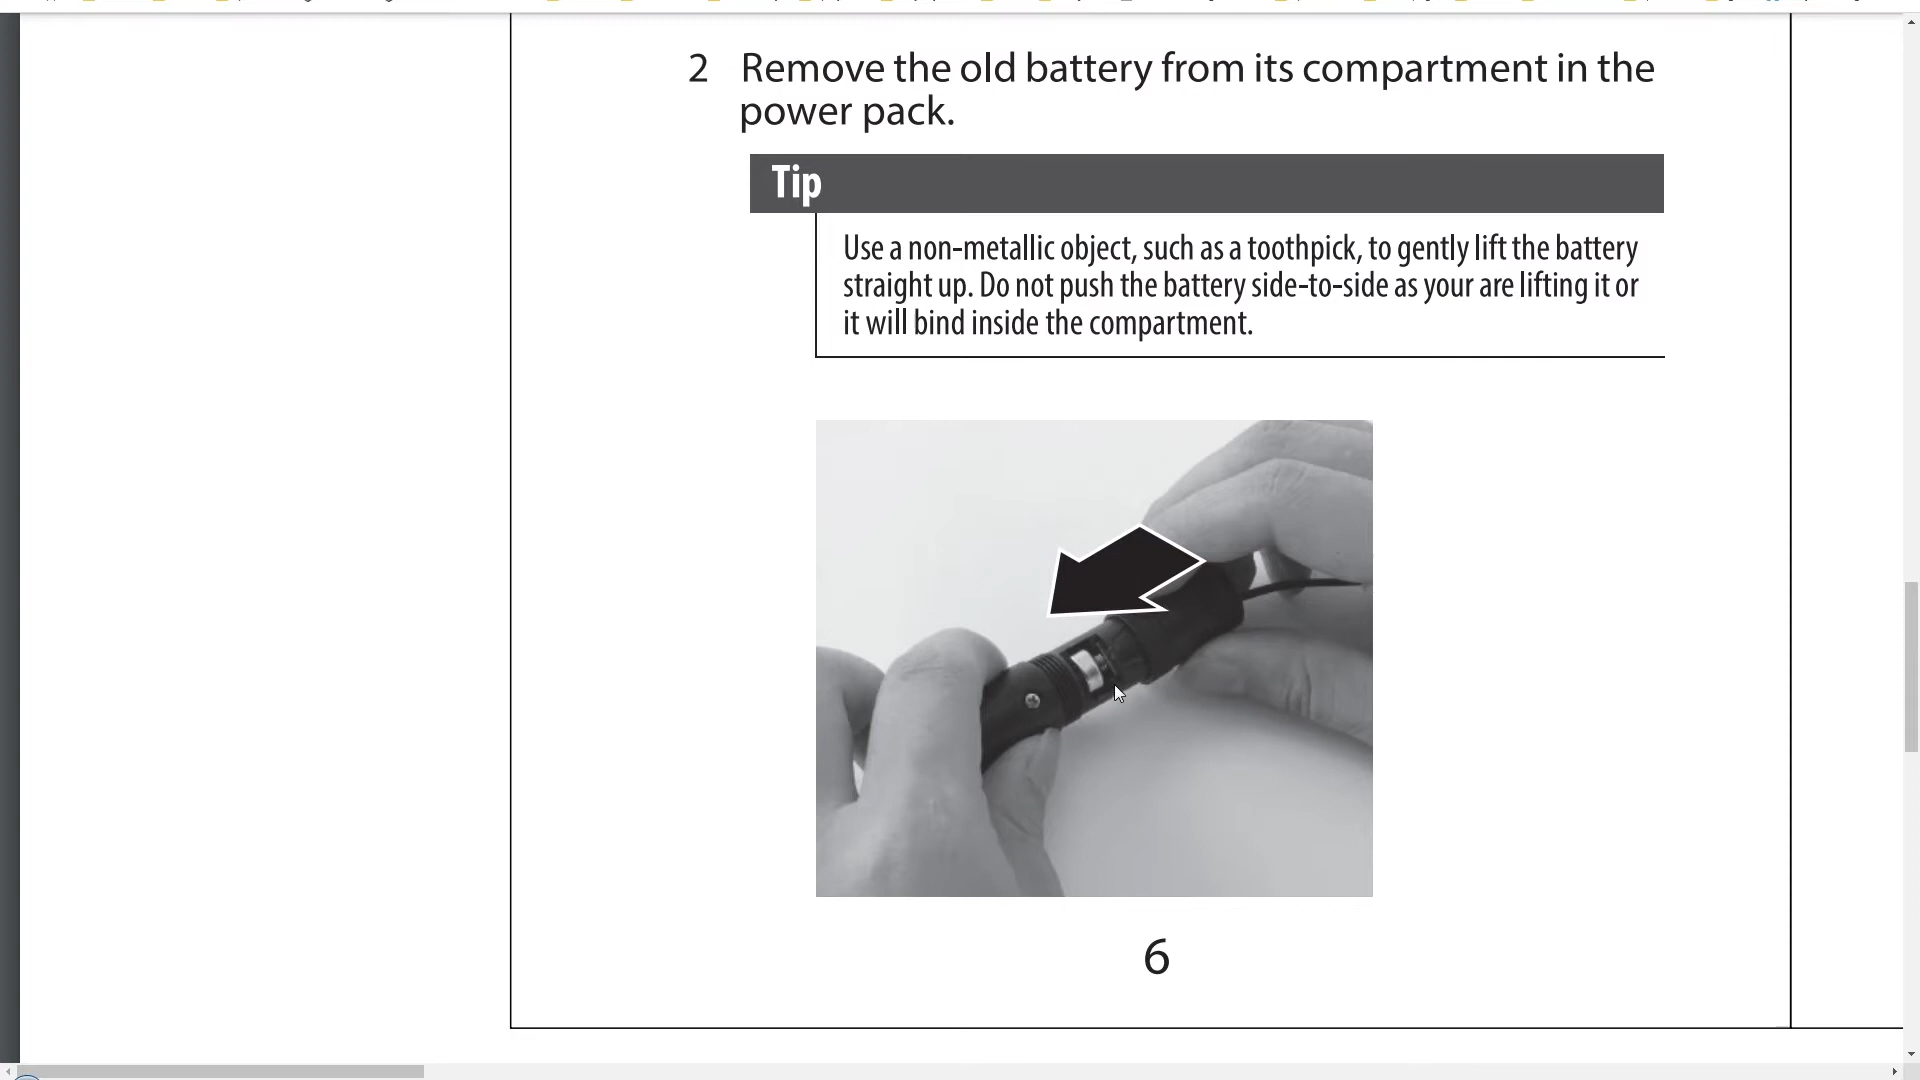 2 Remove the old battery from its compartment in the
power pack.
Tip
Use a non-metallic object, such as a toothpick, to gently lift the battery
straight up. Do not push the battery side-to-side as your are lifting it or
it will bind inside the compartment.
6